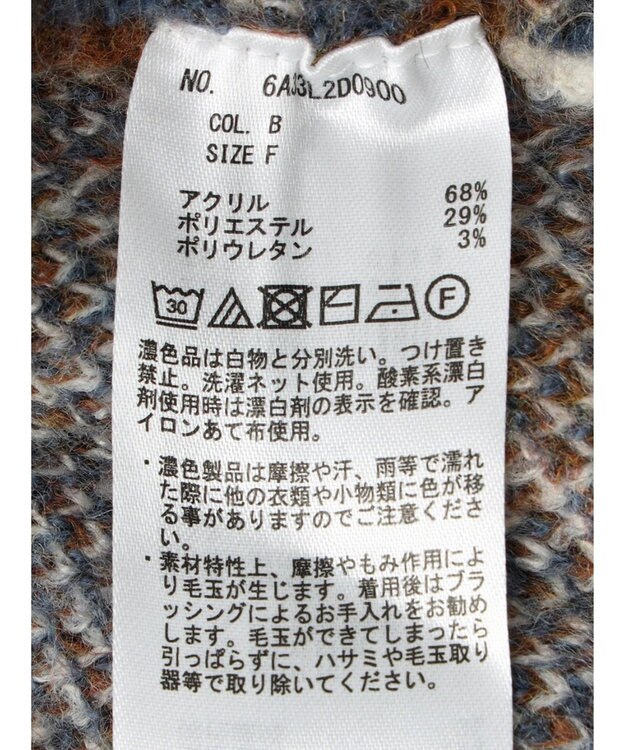 NO. 6A33L2D0900
COL. B
SIZE F
アクリル 68%
ポリエステル 29%
ポリウレタン 3%
30 F
濃色品は白物と分別洗い。つけ置き
禁止。洗濯ネット使用。酸素系漂白
剤使用時は漂白剤の表示を確認。ア
イロンあて布使用。
・濃色製品は摩擦や汗、雨等で濡れ
た際に他の衣類や小物類に色が移
る事がありますのでご注意くださ
い。
・素材特性上、摩擦やもみ作用によ
り毛玉が生じます。着用後はブラ
ッシングによるお手入れをお勧め
します。毛玉ができてしまったら
引っぱらずに、ハサミや毛玉取り
器等で取り除いてください。